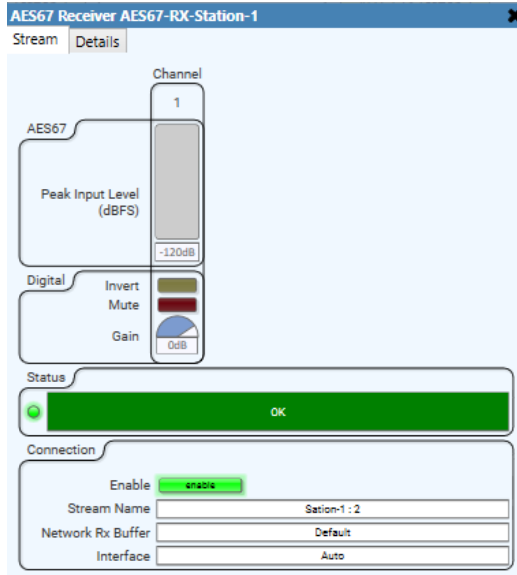 AES67 Receiver AES67-RX-Station-1
Stream Details
Channel
1
AES67
Peak Input Level
(dBFS)
-120dB
Digital
Invert
Mute
Gain
0dB
Status
OK
Connection
Enable enable
Stream Name Sation-1 : 2
Network Rx Buffer Default
Interface Auto